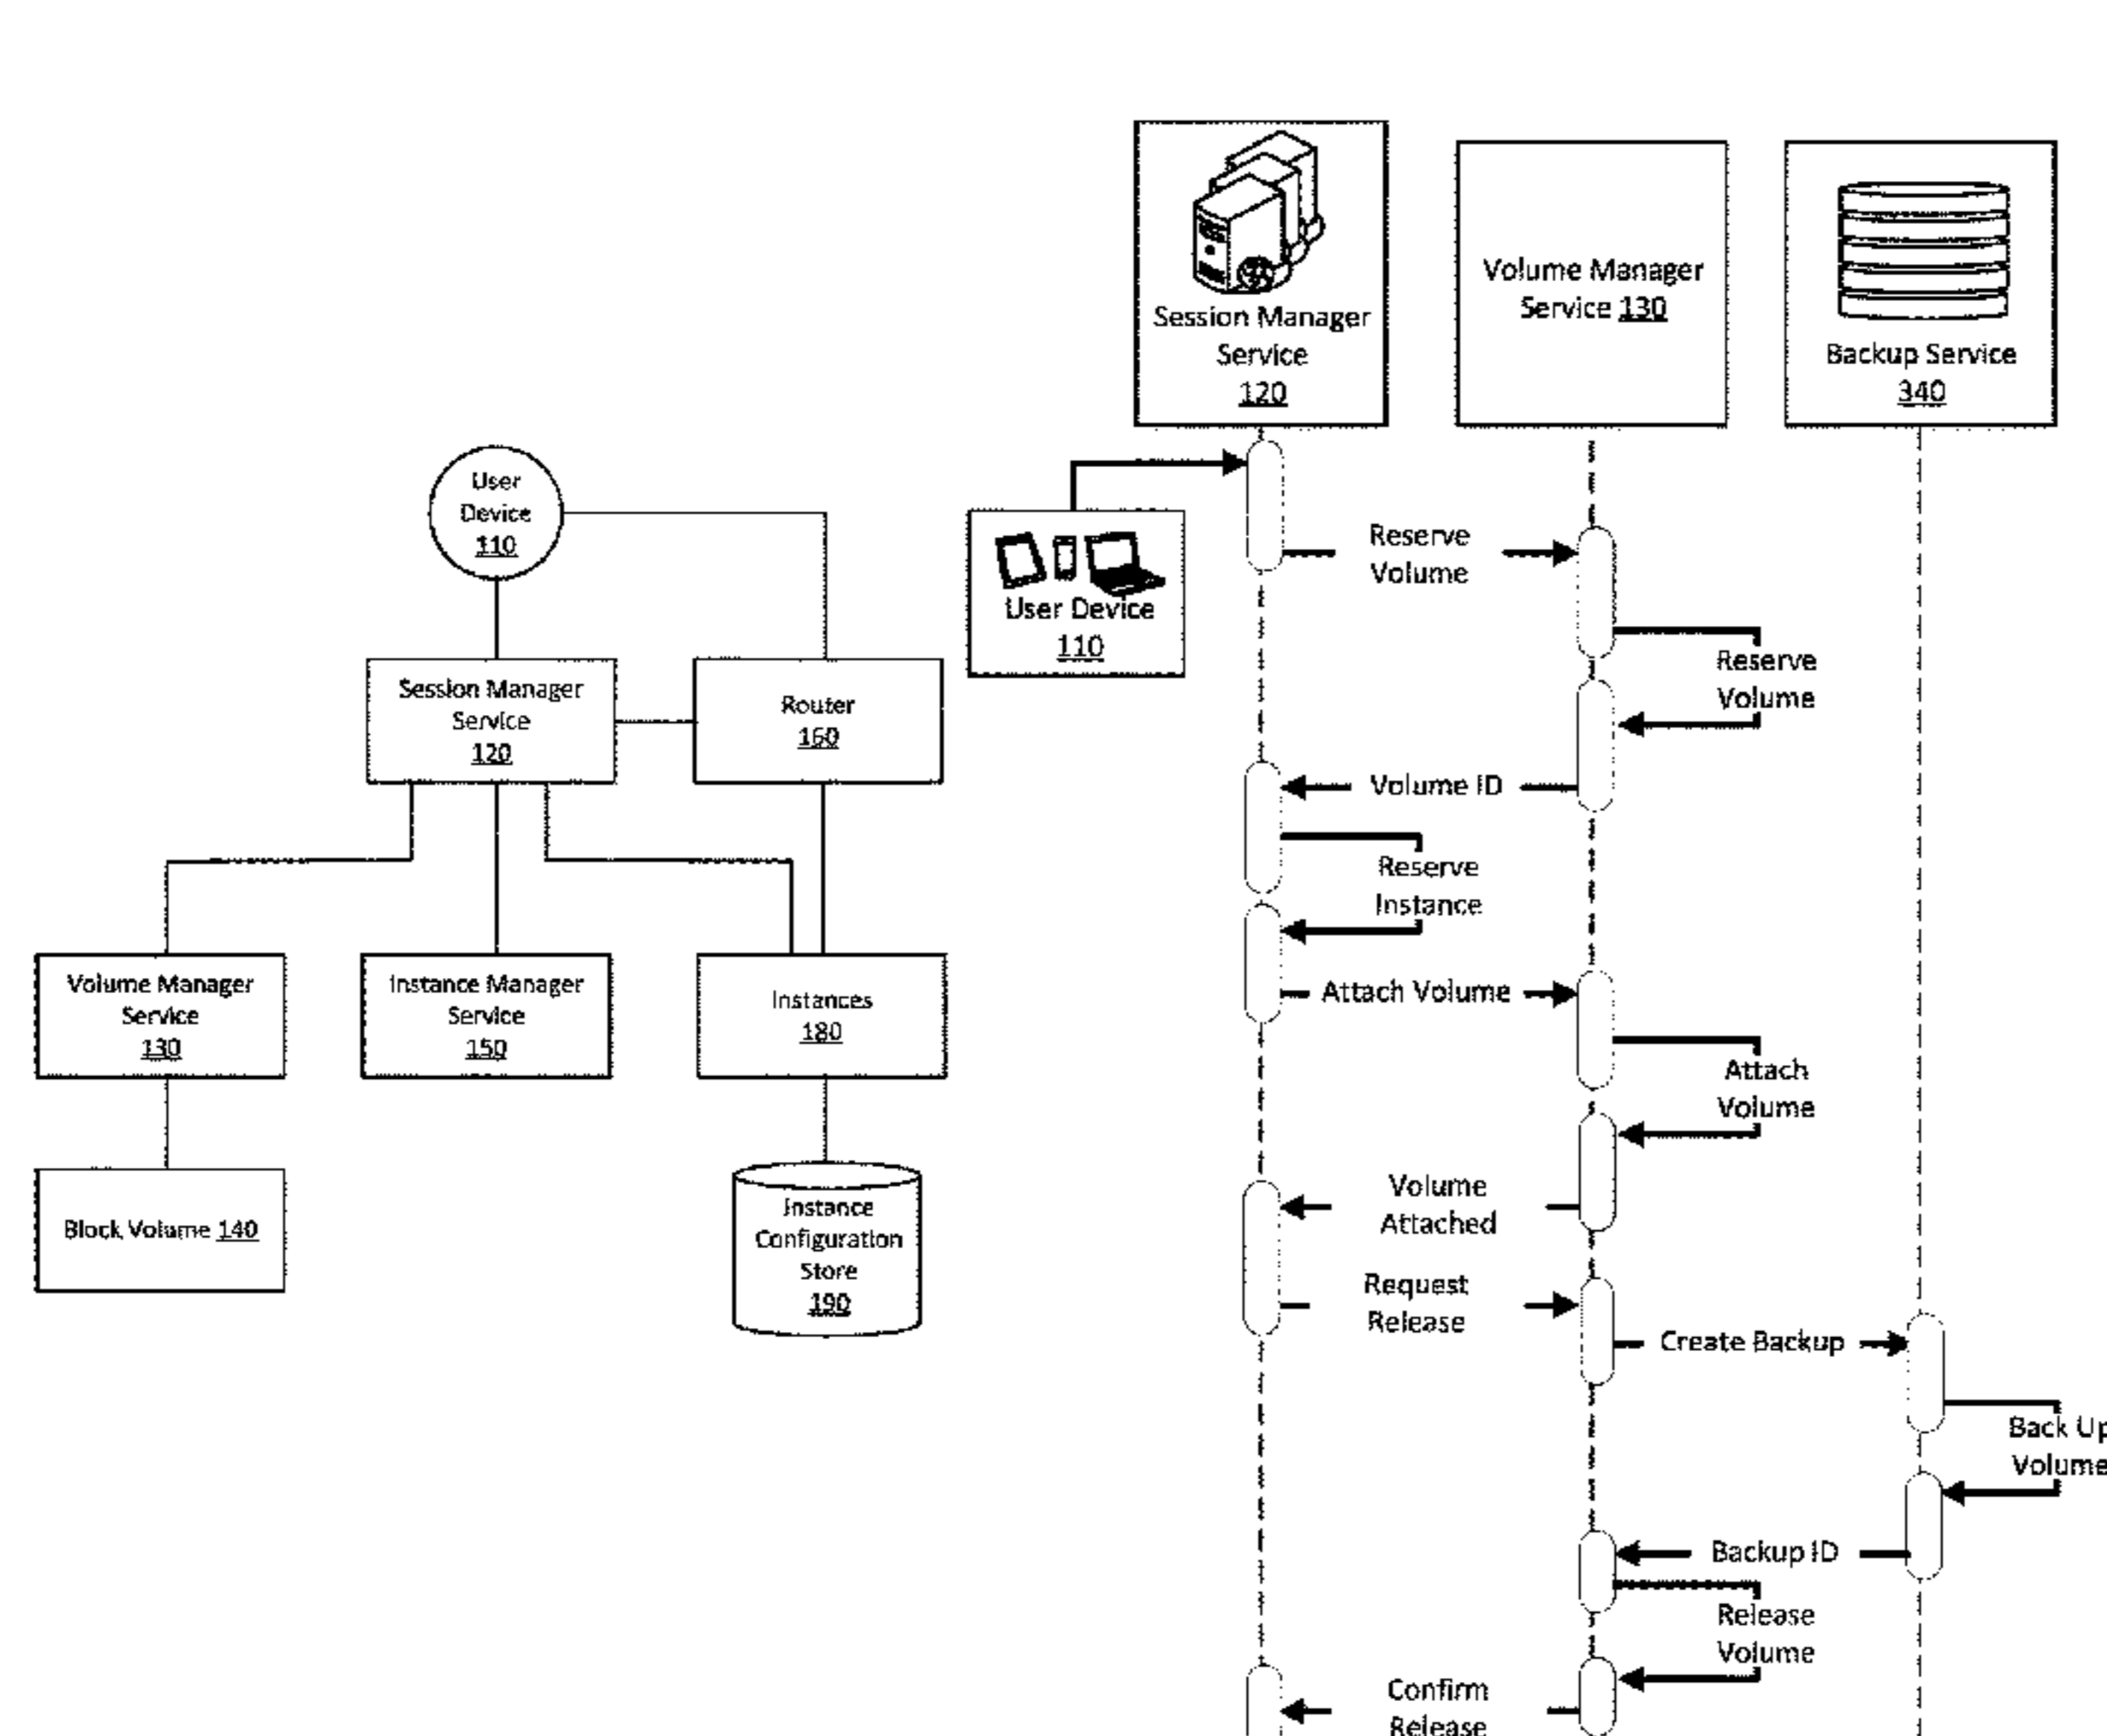 User
Device
110
Session Manager
Service
120
Router
160
Volume Manager
Service
130
Instance Manager
Service
150
Instances
180
Block Volume 140
Instance
Configuration
Store
190
Session Manager
Service
120
Volume Manager
Service 130
Backup Service
340
User Device
110
Reserve
Volume
Reserve
Volume
Volume ID
Reserve
Instance
Attach Volume
Attach
Volume
Volume
Attached
Request
Release
Create Backup
Back Up
Volume
Backup ID
Release
Volume
Confirm
Release